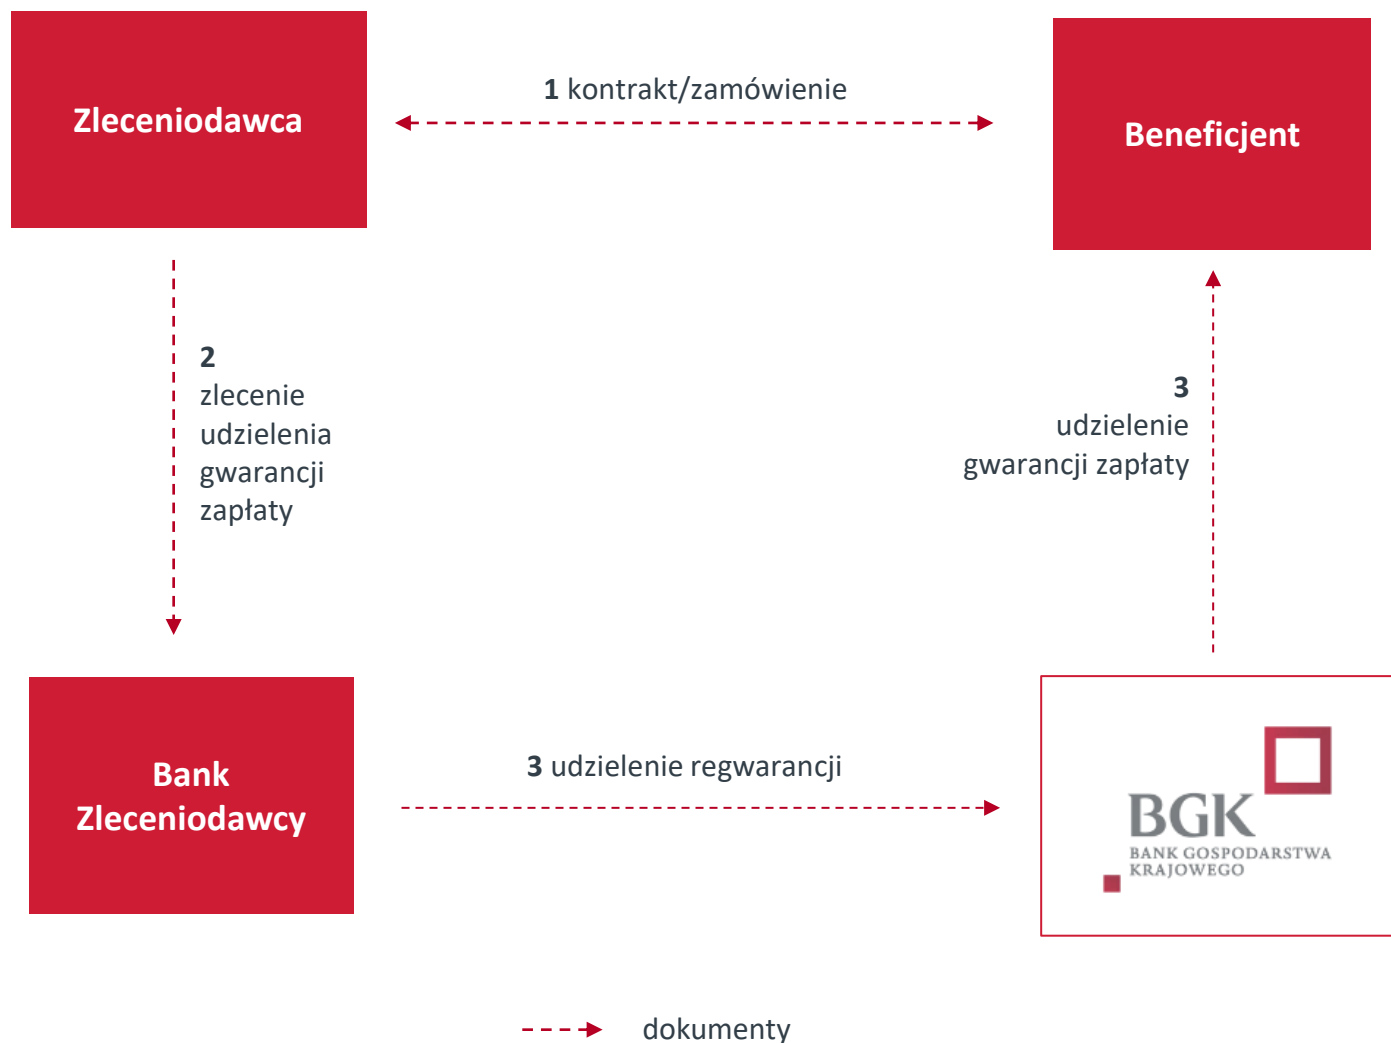 Zleceniodawca
1 kontrakt/zamówienie
Beneficjent
2
zlecenie
udzielenia
gwarancji
zapłaty
3
udzielenie
gwarancji zapłaty
Bank
Zleceniodawcy
3 udzielenie regwarancji
BGK
BANK GOSPODARSTWA
KRAJOWEGO
dokumenty